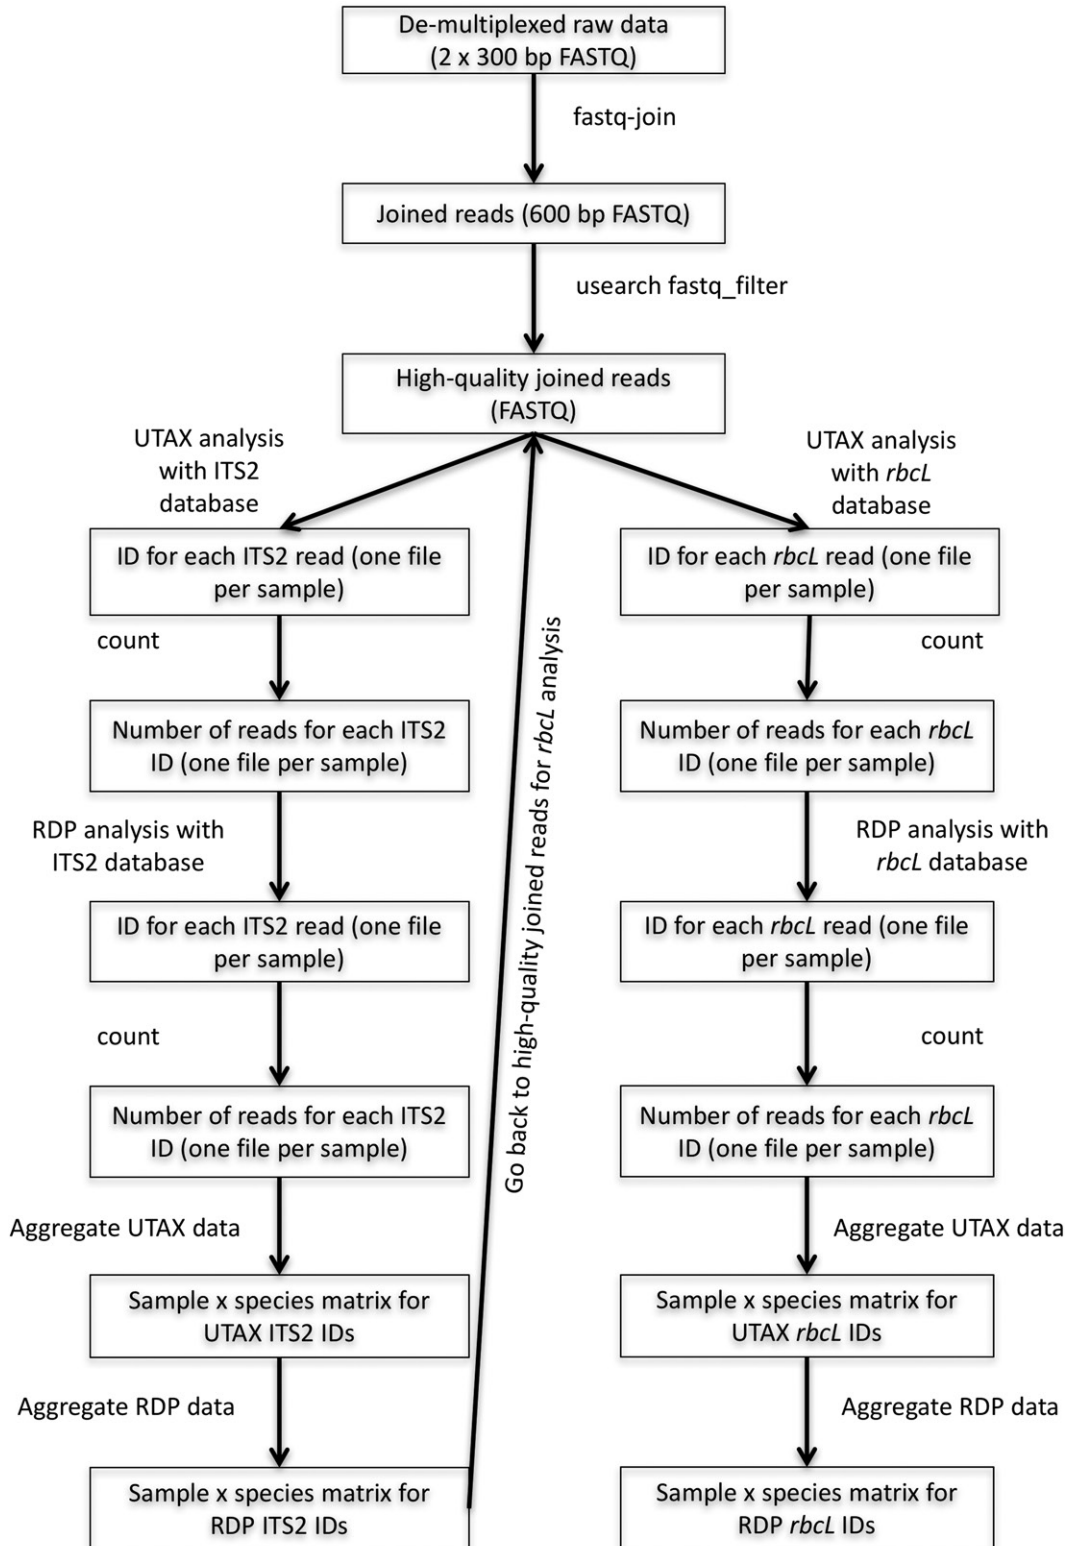 De-multiplexed raw data
(2 x 300 bp FASTQ)
fastq-join
Joined reads (600 bp FASTQ)
usearch fastq_filter
High-quality joined reads
(FASTQ)
UTAX analysis
with ITS2
database
UTAX analysis
with rbcL
database
ID for each ITS2 read (one file
per sample)
ID for each rbcL read (one file
per sample)
count
count
Number of reads for each ITS2
ID (one file per sample)
Number of reads for each rbcL
ID (one file per sample)
Go back to high-quality joined reads for rbcL analysis
RDP analysis with
ITS2 database
RDP analysis with
rbcL database
ID for each ITS2 read (one file
per sample)
ID for each rbcL read (one file
per sample)
count
count
Number of reads for each ITS2
ID (one file per sample)
Number of reads for each rbcL
ID (one file per sample)
Aggregate UTAX data
Aggregate UTAX data
Sample x species matrix for
UTAX ITS2 IDs
Sample x species matrix for
UTAX rbcL IDs
Aggregate RDP data
Aggregate RDP data
Sample x species matrix for
RDP ITS2 IDs
Sample x species matrix for
RDP rbcL IDs